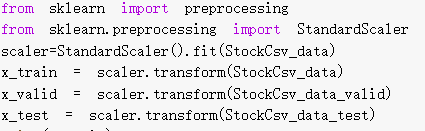 from sklearn import preprocessing
from sklearn.preprocessing import StandardScaler
scaler=StandardScaler().fit(StockCsv_data)
x_train = scaler.transform(StockCsv_data)
x_valid = scaler.transform(StockCsv_data_valid)
x_test = scaler.transform(StockCsv_data_test)